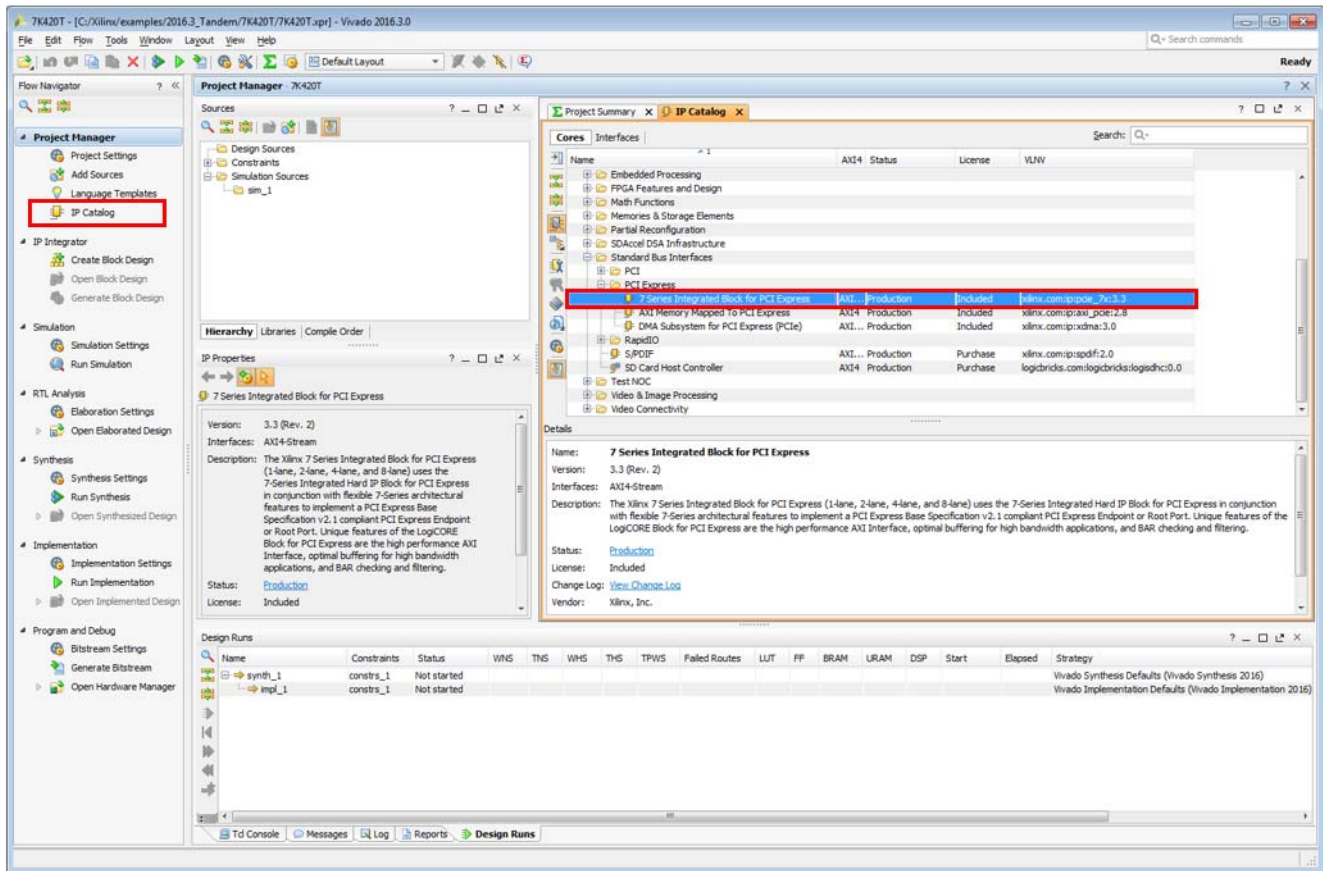 7K420T - [C:/Xilinx/examples/2016.3_Tandem/7K420T/7K420T.xpr] - Vivado 2016.3.0
File Edit Flow Tools Window Layout View Help
Search commands
Default Layout
Ready
Flow Navigator
Project Manager
Project Settings
Add Sources
Language Templates
IP Catalog
IP Integrator
Create Block Design
Open Block Design
Generate Block Design
Simulation
Simulation Settings
Run Simulation
RTL Analysis
Elaboration Settings
Open Elaborated Design
Synthesis
Synthesis Settings
Run Synthesis
Open Synthesized Design
Implementation
Implementation Settings
Run Implementation
Open Implemented Design
Program and Debug
Bitstream Settings
Generate Bitstream
Open Hardware Manager
Project Manager - 7K420T
Sources
Design Sources
Constraints
Simulation Sources
sim_1
Hierarchy Libraries Compile Order
IP Properties
7 Series Integrated Block for PCI Express
Version: 3.3 (Rev. 2)
Interfaces: AXI4-Stream
Description: The Xilinx 7 Series Integrated Block for PCI Express
(1-lane, 2-lane, 4-lane, and 8-lane) uses the
7-Series Integrated Hard IP Block for PCI Express
in conjunction with flexible 7-Series architectural
features to implement a PCI Express Base
Specification v2.1 compliant PCI Express Endpoint
or Root Port. Unique features of the LogiCORE
Block for PCI Express are the high performance AXI
Interface, optimal buffering for high bandwidth
applications, and BAR checking and filtering.
Status: Production
License: Included
Project Summary IP Catalog
Cores Interfaces
Search:
Name 1 AXI4 Status License VLNV
Embedded Processing
FPGA Features and Design
Math Functions
Memories & Storage Elements
Partial Reconfiguration
SDAccel DSA Infrastructure
Standard Bus Interfaces
PCI
PCI Express
7 Series Integrated Block for PCI Express AXI... Production Included xilinx.com:ip:pcie_7x:3.3
AXI Memory Mapped To PCI Express AXI4 Production Included xilinx.com:ip:axi_pcie:2.8
DMA Subsystem for PCI Express (PCIe) AXI... Production Included xilinx.com:ip:xdma:3.0
RapidIO
S/PDIF AXI... Production Purchase xilinx.com:ip:spdif:2.0
SD Card Host Controller AXI4 Production Purchase logicbricks.com:logicbricks:logisdhc:0.0
Test NOC
Video & Image Processing
Video Connectivity
Details
Name: 7 Series Integrated Block for PCI Express
Version: 3.3 (Rev. 2)
Interfaces: AXI4-Stream
Description: The Xilinx 7 Series Integrated Block for PCI Express (1-lane, 2-lane, 4-lane, and 8-lane) uses the 7-Series Integrated Hard IP Block for PCI Express in conjunction
with flexible 7-Series architectural features to implement a PCI Express Base Specification v2.1 compliant PCI Express Endpoint or Root Port. Unique features of the
LogiCORE Block for PCI Express are the high performance AXI Interface, optimal buffering for high bandwidth applications, and BAR checking and filtering.
Status: Production
License: Included
Change Log: View Change Log
Vendor: Xilinx, Inc.
Design Runs
Name Constraints Status WNS TNS WHS THS TPWS Failed Routes LUT FF BRAM URAM DSP Start Elapsed Strategy
synth_1 constrs_1 Not started Vivado Synthesis Defaults (Vivado Synthesis 2016)
impl_1 constrs_1 Not started Vivado Implementation Defaults (Vivado Implementation 2016)
Tcl Console Messages Log Reports Design Runs